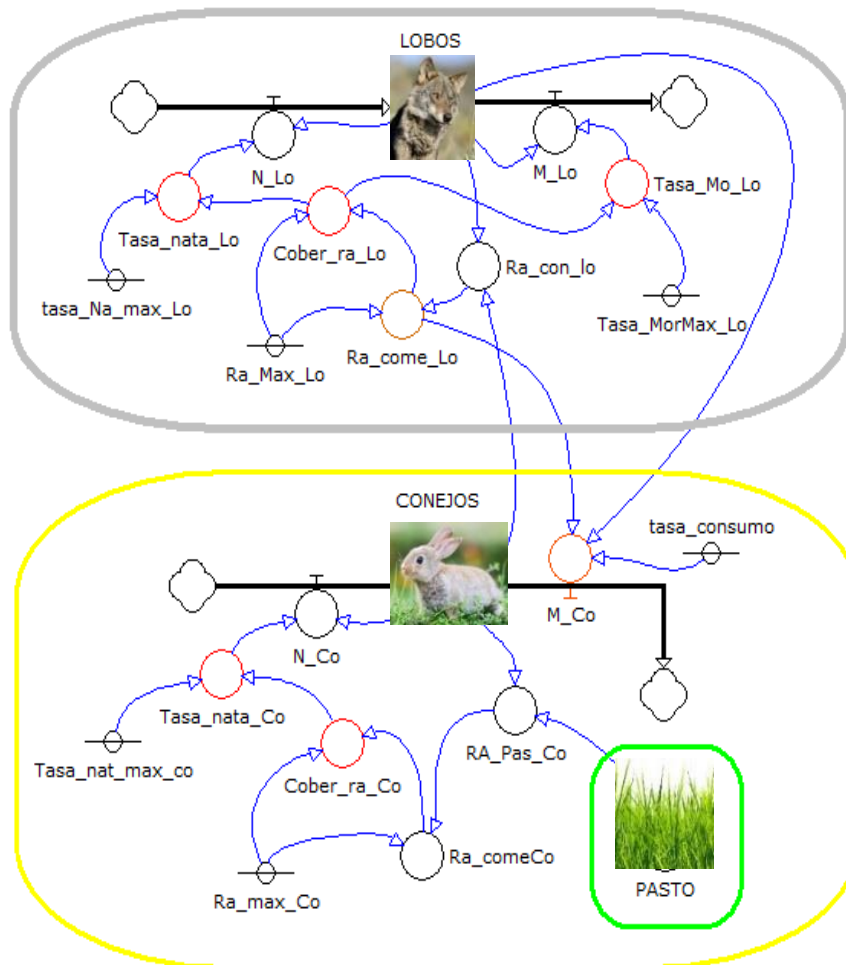 LOBOS
N_Lo
M_Lo
Tasa_Mo_Lo
Tasa_nata_Lo
Cober_ra_Lo
Ra_con_lo
tasa_Na_max_Lo
Tasa_MorMax_Lo
Ra_Max_Lo
Ra_come_Lo
CONEJOS
tasa_consumo
M_Co
N_Co
Tasa_nata_Co
RA_Pas_Co
Tasa_nat_max_co
Cober_ra_Co
Ra_comeCo
Ra_max_Co
PASTO